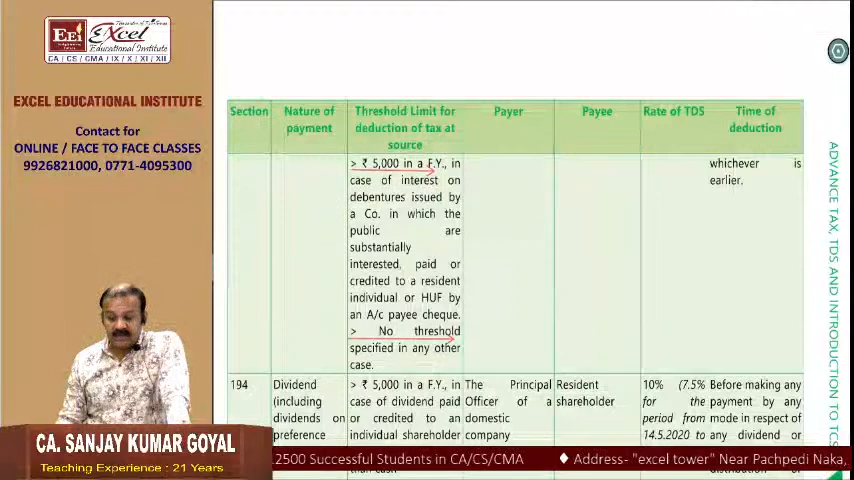 EEi
Excel
Educational Institute
CA / CS / CMA / IX / X / XI / XII
EXCEL EDUCATIONAL INSTITUTE
Contact for
ONLINE / FACE TO FACE CLASSES
9926821000, 0771-4095300
Section
Nature of payment
Threshold Limit for deduction of tax at source
Payer
Payee
Rate of TDS
Time of deduction
> ₹ 5,000 in a F.Y., in
case of interest on
debentures issued by
a Co. in which the
public are
substantially
interested, paid or
credited to a resident
individual or HUF by
an A/c payee cheque.
> No threshold
specified in any other
case.
whichever is
earlier.
194
Dividend
(including
dividends on
preference
> ₹ 5,000 in a F.Y., in
case of dividend paid
or credited to an
individual shareholder
than cash
The Principal
Officer of a
domestic
company
Resident
shareholder
10% (7.5%
for the
period from
14.5.2020 to
Before making any
payment by any
mode in respect of
any dividend or
distribution or
ADVANCE TAX, TDS AND INTRODUCTION TO TCS
CA. SANJAY KUMAR GOYAL
Teaching Experience : 21 Years
.2500 Successful Students in CA/CS/CMA ♦ Address- "excel tower" Near Pachpedi Naka,